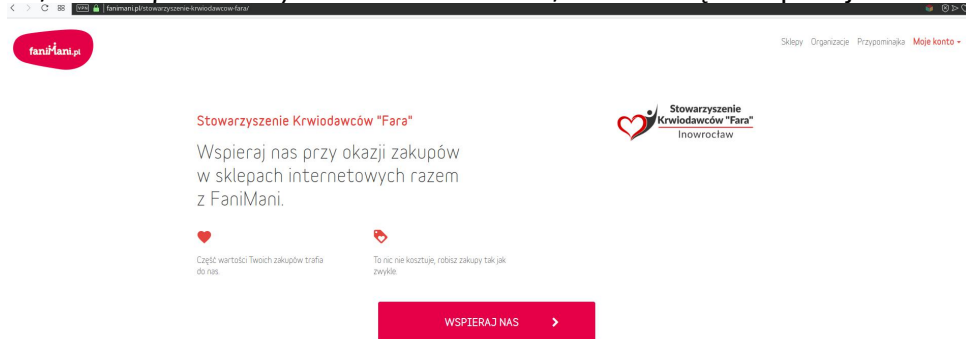 VPN
fanimani.pl/stowarzyszenie-krwiodawcow-fara/
faniMani.pl
Sklepy Organizacje Przypominajka Moje konto
Stowarzyszenie Krwiodawców "Fara"
Stowarzyszenie
Krwiodawców "Fara"
Inowrocław
Wspieraj nas przy okazji zakupów
w sklepach internetowych razem
z FaniMani.
Część wartości Twoich zakupów trafia
do nas.
To nic nie kosztuje, robisz zakupy tak jak
zwykle.
WSPIERAJ NAS